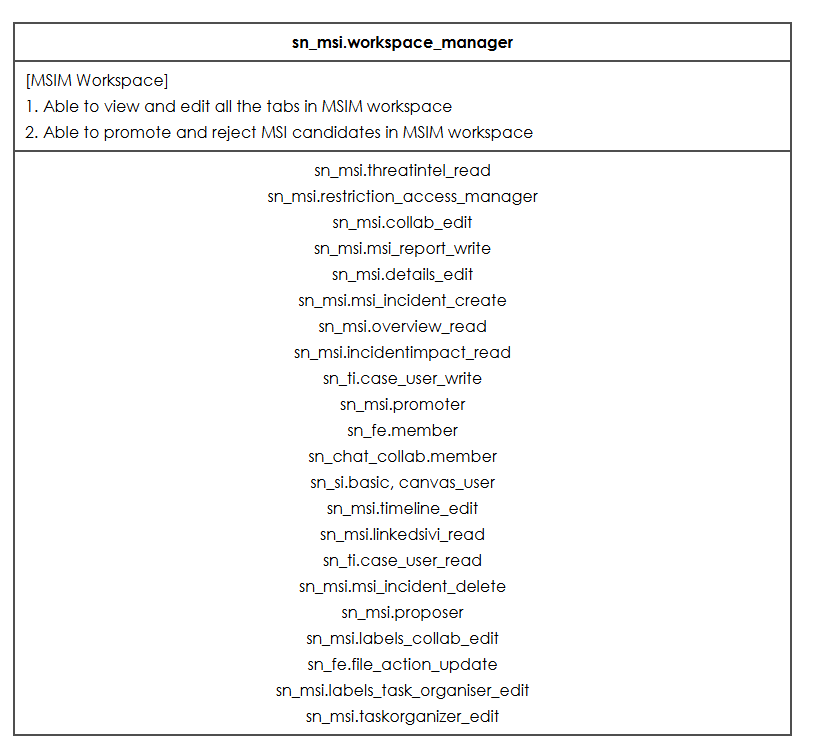 sn_msi.workspace_manager
[MSIM Workspace]
1. Able to view and edit all the tabs in MSIM workspace
2. Able to promote and reject MSI candidates in MSIM workspace
sn_msi.threatintel_read
sn_msi.restriction_access_manager
sn_msi.collab_edit
sn_msi.msi_report_write
sn_msi.details_edit
sn_msi.msi_incident_create
sn_msi.overview_read
sn_msi.incidentimpact_read
sn_ti.case_user_write
sn_msi.promoter
sn_fe.member
sn_chat_collab.member
sn_si.basic, canvas_user
sn_msi.timeline_edit
sn_msi.linkedsivi_read
sn_ti.case_user_read
sn_msi.msi_incident_delete
sn_msi.proposer
sn_msi.labels_collab_edit
sn_fe.file_action_update
sn_msi.labels_task_organiser_edit
sn_msi.taskorganizer_edit